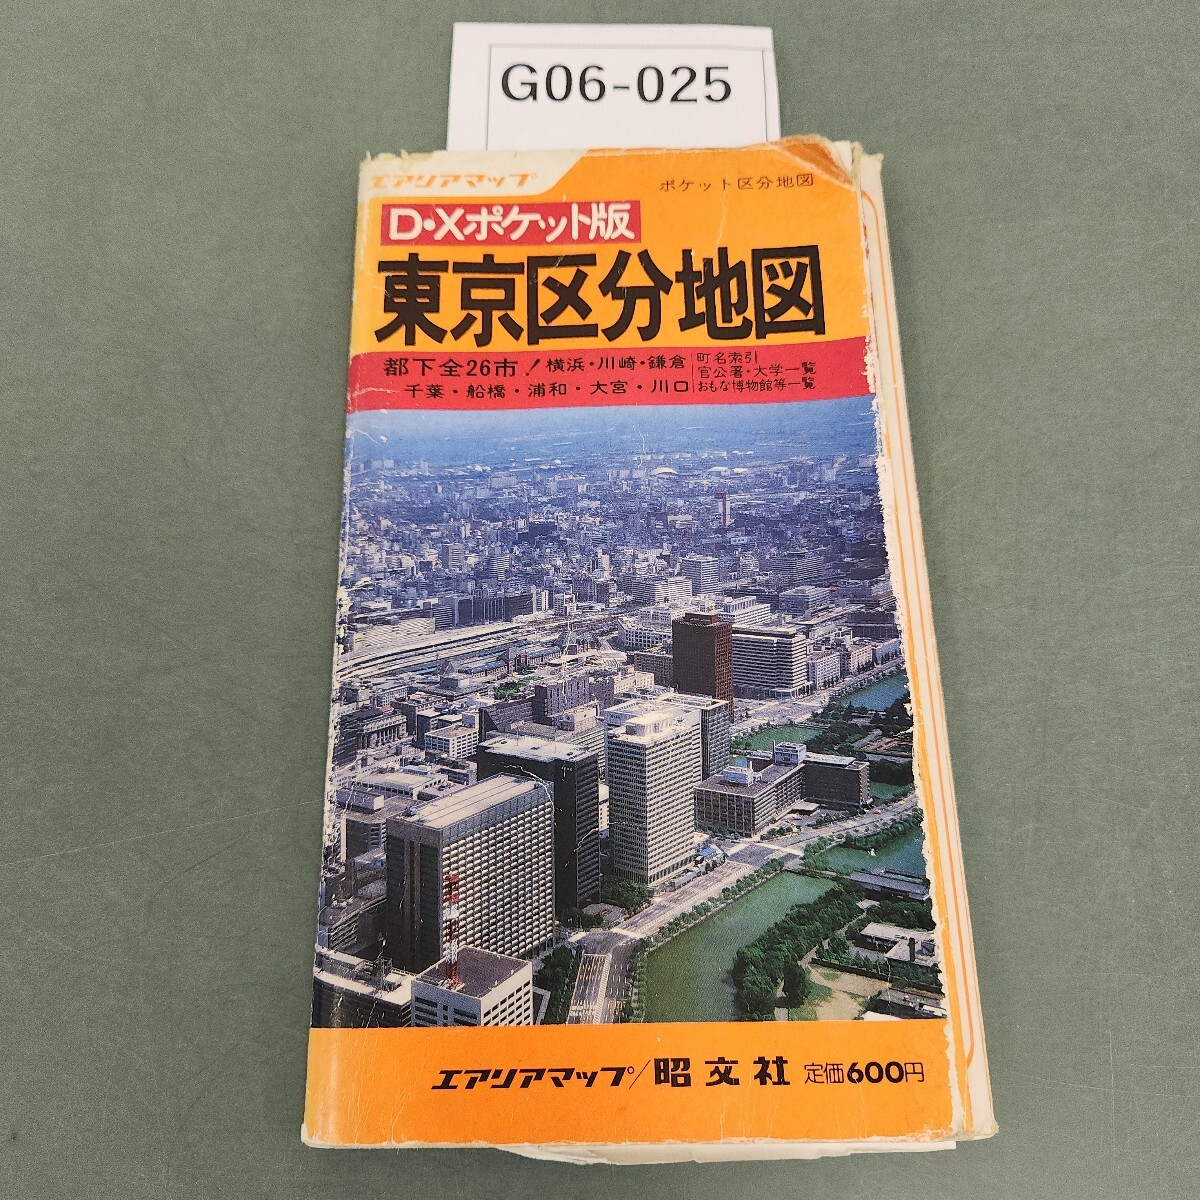 G06-025
エアリアマップ
ポケット区分地図
D・Xポケット版
東京区分地図
都下全26市!横浜・川崎・鎌倉
千葉・船橋・浦和・大宮・川口
町名索引
官公署・大学一覧
おもな博物館等一覧
エアリアマップ/昭文社 定価600円